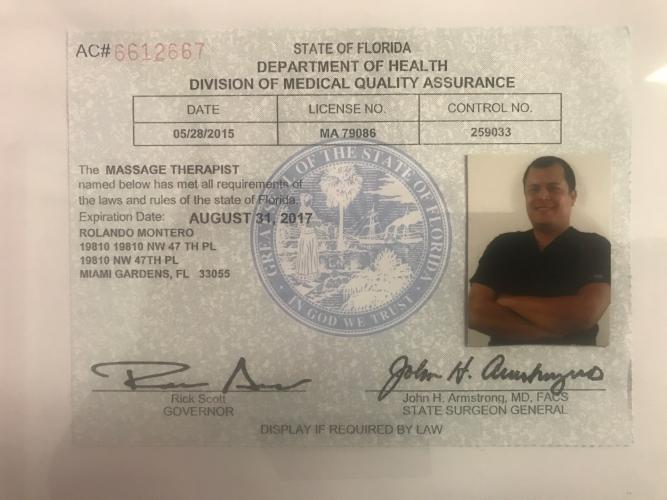 AC# 6612667
STATE OF FLORIDA
DEPARTMENT OF HEALTH
DIVISION OF MEDICAL QUALITY ASSURANCE
DATE LICENSE NO. CONTROL NO.
05/28/2015 MA 79086 259033
The MASSAGE THERAPIST
named below has met all requirements of
the laws and rules of the state of Florida.
Expiration Date: AUGUST 31, 2017
ROLANDO MONTERO
19810 19810 NW 47 TH PL
19810 NW 47TH PL
MIAMI GARDENS, FL 33055
GREAT SEAL OF THE STATE OF FLORIDA
IN GOD WE TRUST
John H. Armstrong
Rick Scott
GOVERNOR
John H. Armstrong, MD, FACS
STATE SURGEON GENERAL
DISPLAY IF REQUIRED BY LAW